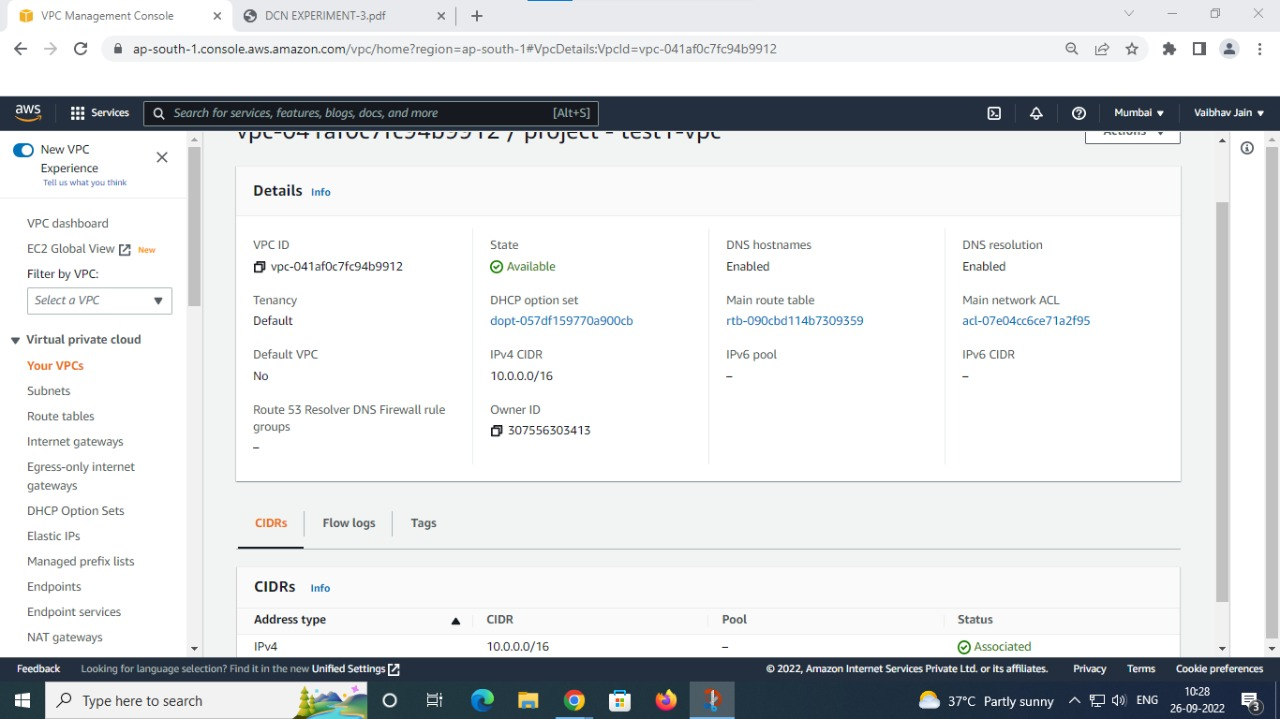 VPC Management Console
DCN EXPERIMENT-3.pdf
ap-south-1.console.aws.amazon.com/vpc/home?region=ap-south-1#VpcDetails:VpcId=vpc-041af0c7fc94b9912
aws
Services
Search for services, features, blogs, docs, and more
[Alt+S]
Mumbai
Vaibhav Jain
New VPC
Experience
Tell us what you think
VPC dashboard
EC2 Global View
New
Filter by VPC:
Select a VPC
Virtual private cloud
Your VPCs
Subnets
Route tables
Internet gateways
Egress-only internet
gateways
DHCP Option Sets
Elastic IPs
Managed prefix lists
Endpoints
Endpoint services
NAT gateways
vpc-041af0c7fc94b9912 / project - test1-vpc
Actions
Details Info
VPC ID
vpc-041af0c7fc94b9912
State
Available
DNS hostnames
Enabled
DNS resolution
Enabled
Tenancy
Default
DHCP option set
dopt-057df159770a900cb
Main route table
rtb-090cbd114b7309359
Main network ACL
acl-07e04cc6ce71a2f95
Default VPC
No
IPv4 CIDR
10.0.0.0/16
IPv6 pool
–
IPv6 CIDR
–
Route 53 Resolver DNS Firewall rule
groups
–
Owner ID
307556303413
CIDRs
Flow logs
Tags
CIDRs Info
Address type CIDR Pool Status
IPv4 10.0.0.0/16 – Associated
Feedback
Looking for language selection? Find it in the new Unified Settings
© 2022, Amazon Internet Services Private Ltd. or its affiliates.
Privacy
Terms
Cookie preferences
Type here to search
37°C Partly sunny
ENG
10:28
26-09-2022
3